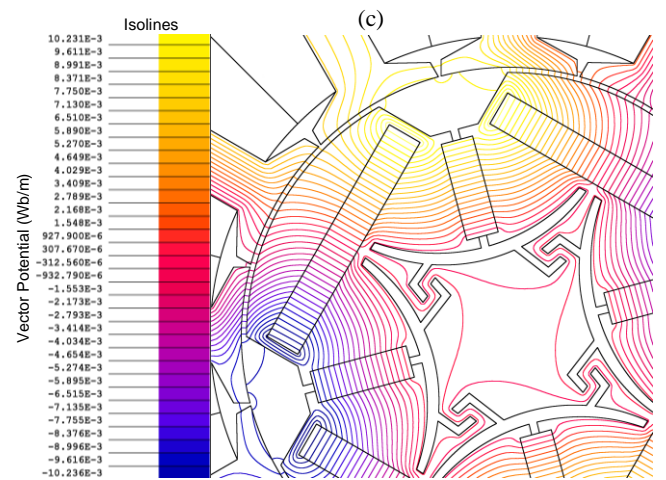 (c)
Isolines
Vector Potential (Wb/m)
10.231E-3
9.611E-3
8.991E-3
8.371E-3
7.750E-3
7.130E-3
6.510E-3
5.890E-3
5.270E-3
4.649E-3
4.029E-3
3.409E-3
2.789E-3
2.168E-3
1.548E-3
927.900E-6
307.670E-6
-312.560E-6
-932.790E-6
-1.553E-3
-2.173E-3
-2.793E-3
-3.414E-3
-4.034E-3
-4.654E-3
-5.274E-3
-5.895E-3
-6.515E-3
-7.135E-3
-7.755E-3
-8.376E-3
-8.996E-3
-9.616E-3
-10.236E-3